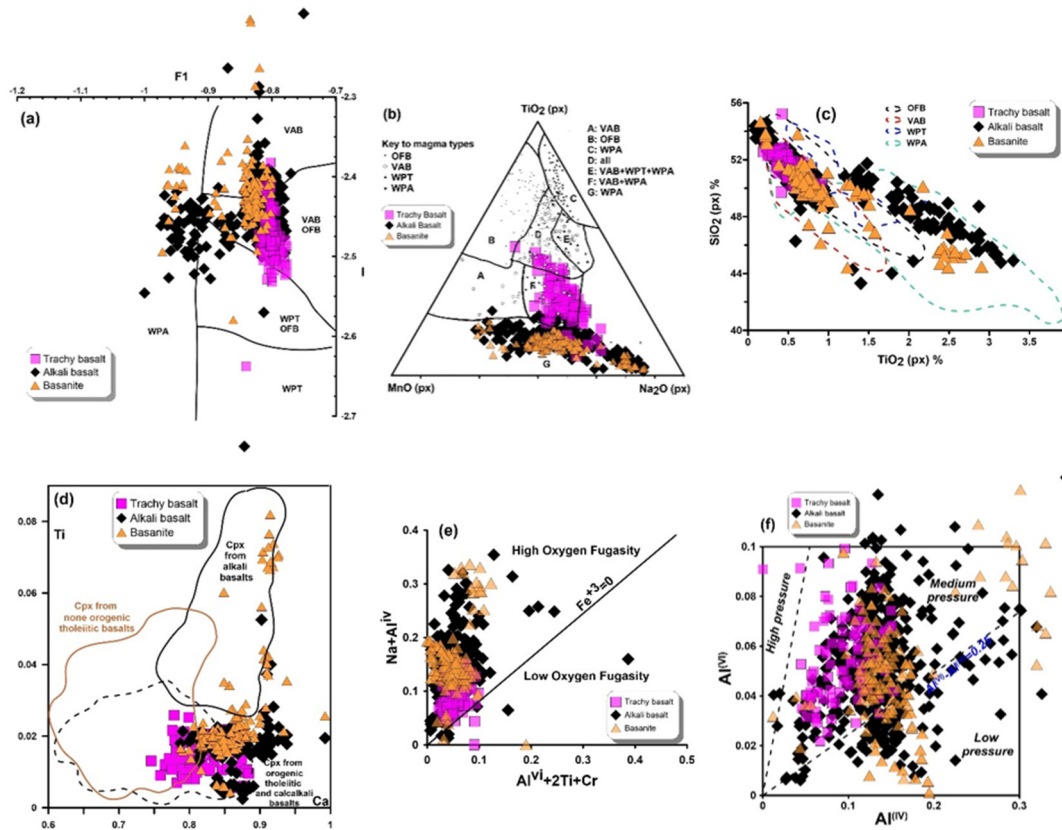 -1.2
-1.1
-1
-0.9
-0.8
-0.7
F1
-2.3
-2.4
-2.5
-2.6
-2.7
(a)
VAB
VAB
OFB
WPT
OFB
WPA
WPT
Trachy basalt
Alkali basalt
Basanite
(b)
TiO2 (px)
Key to magma types
OFB
VAB
WPT
WPA
A: VAB
B: OFB
C: WPA
D: all
E: VAB+WPT+WPA
F: VAB+WPA
G: WPA
Trachy Basalt
Alkali Basalt
Basanite
C
B
D
E
A
F
G
MnO (px)
Na2O (px)
(c)
OFB
VAB
WPT
WPA
Trachy basalt
Alkali basalt
Basanite
56
52
48
44
40
SiO2 (px) %
0
0.5
1
1.5
2
2.5
3
3.5
TiO2 (px) %
(d)
Ti
Trachy basalt
Alkali basalt
Basanite
0.08
0.06
0.04
0.02
0
Cpx from
alkali
basalts
Cpx from
none orogenic
tholeiitic basalts
Cpx from
orogenic
tholeiitic
and calcalkali
basalts
Ca
0.6
0.7
0.8
0.9
1
(e)
High Oxygen Fugasity
Fe+3=0
Low Oxygen Fugasity
Trachy basalt
Alkali basalt
Basanite
0.4
0.3
0.2
0.1
0
Na+Aliv
0
0.1
0.2
0.3
0.4
0.5
Alvi+2Ti+Cr
(f)
Trachy basalt
Alkali basalt
Basanite
0.1
0.08
0.06
0.04
0.02
0
Al(VI)
High pressure
Medium
pressure
Low
pressure
0
0.1
0.2
0.3
Al(IV)